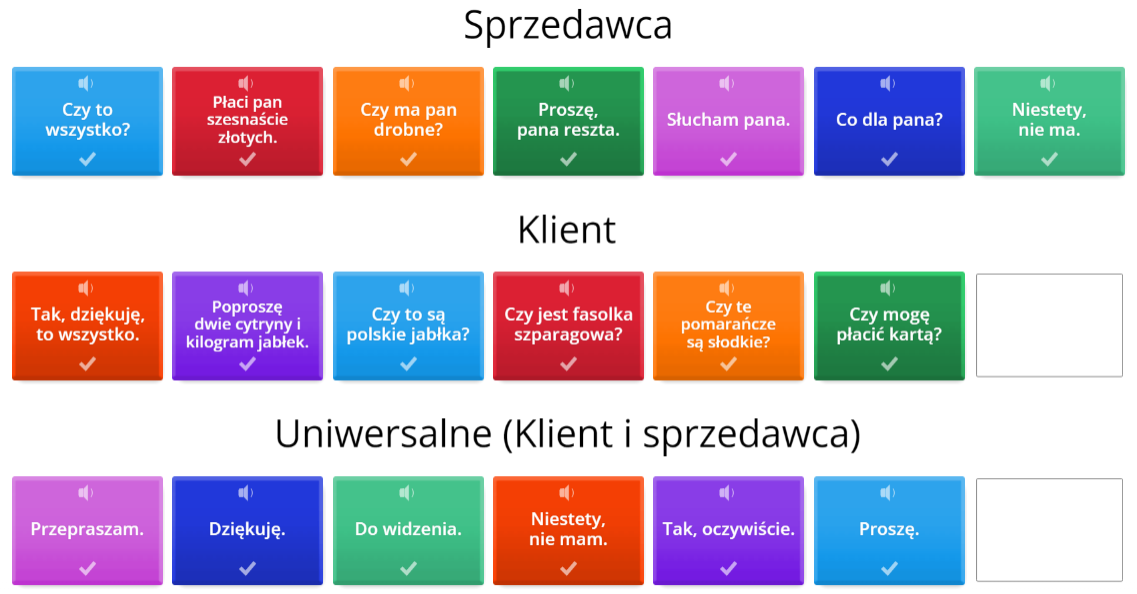 Sprzedawca
Czy to
wszystko?
Płaci pan
szesnaście
złotych.
Czy ma pan
drobne?
Proszę,
pana reszta.
Słucham pana.
Co dla pana?
Niestety,
nie ma.
Klient
Tak, dziękuję,
to wszystko.
Poproszę
dwie cytryny i
kilogram jabłek.
Czy to są
polskie jabłka?
Czy jest fasolka
szparagowa?
Czy te
pomarańcze
są słodkie?
Czy mogę
płacić kartą?
Uniwersalne (Klient i sprzedawca)
Przepraszam.
Dziękuję.
Do widzenia.
Niestety,
nie mam.
Tak, oczywiście.
Proszę.